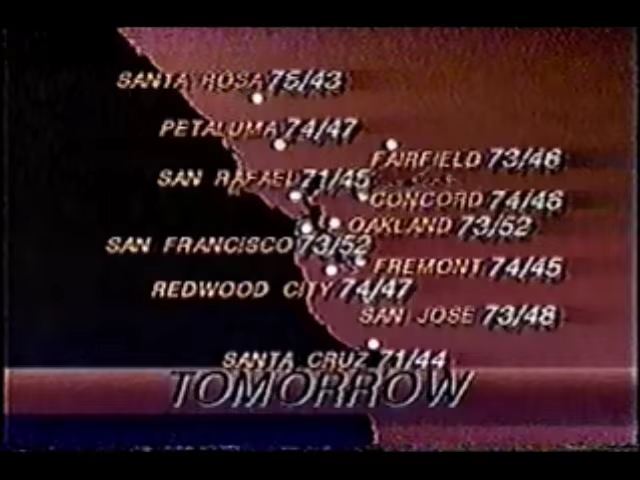 SANTA ROSA 75/43
PETALUMA 74/47
FAIRFIELD 73/46
SAN RAFAEL 71/45
CONCORD 74/46
OAKLAND 73/52
SAN FRANCISCO 73/52
FREMONT 74/45
REDWOOD CITY 74/47
SAN JOSE 73/48
SANTA CRUZ 71/44
TOMORROW